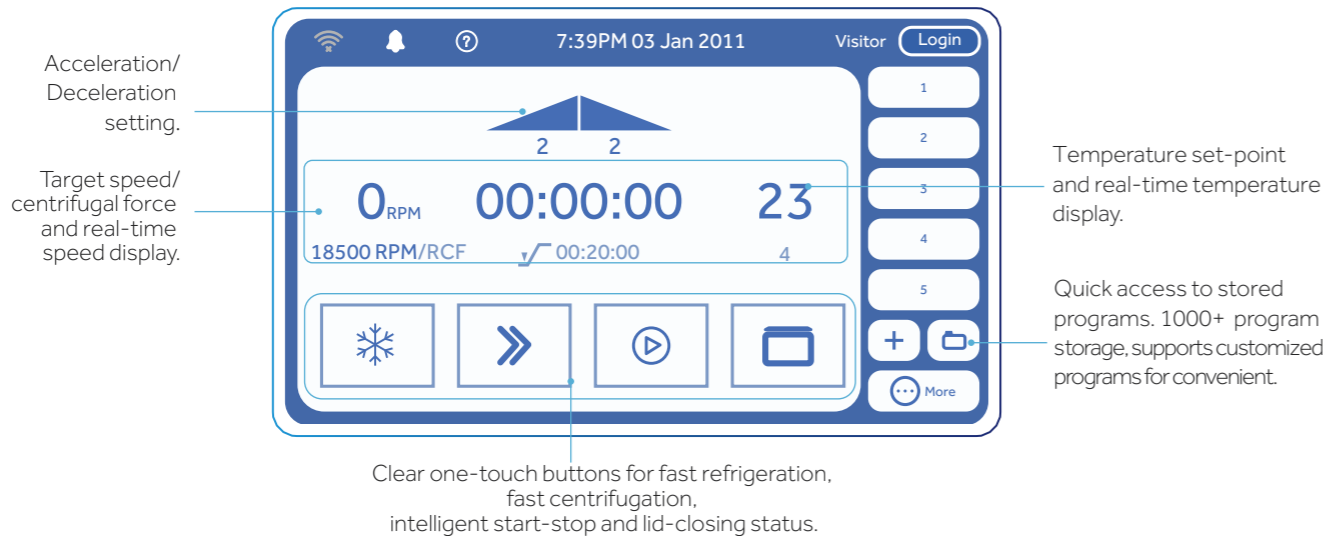 7:39PM 03 Jan 2011
Visitor
Login
Acceleration/
Deceleration
setting.
2 2
Target speed/
centrifugal force
and real-time
speed display.
0 RPM 00:00:00 23
18500 RPM/RCF 00:20:00 4
1
2
3
4
5
+
More
Temperature set-point
and real-time temperature
display.
Quick access to stored
programs. 1000+ program
storage, supports customized
programs for convenient.
Clear one-touch buttons for fast refrigeration,
fast centrifugation,
intelligent start-stop and lid-closing status.